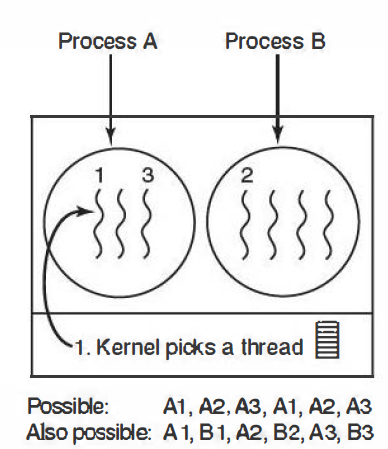 Process A Process B
1 3 2
1. Kernel picks a thread
Possible: A1, A2, A3, A1, A2, A3
Also possible: A1, B1, A2, B2, A3, B3